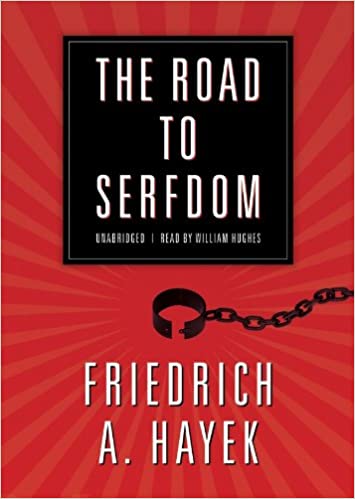 THE ROAD
TO
SERFDOM
UNABRIDGED | READ BY WILLIAM HUGHES
FRIEDRICH
A. HAYEK